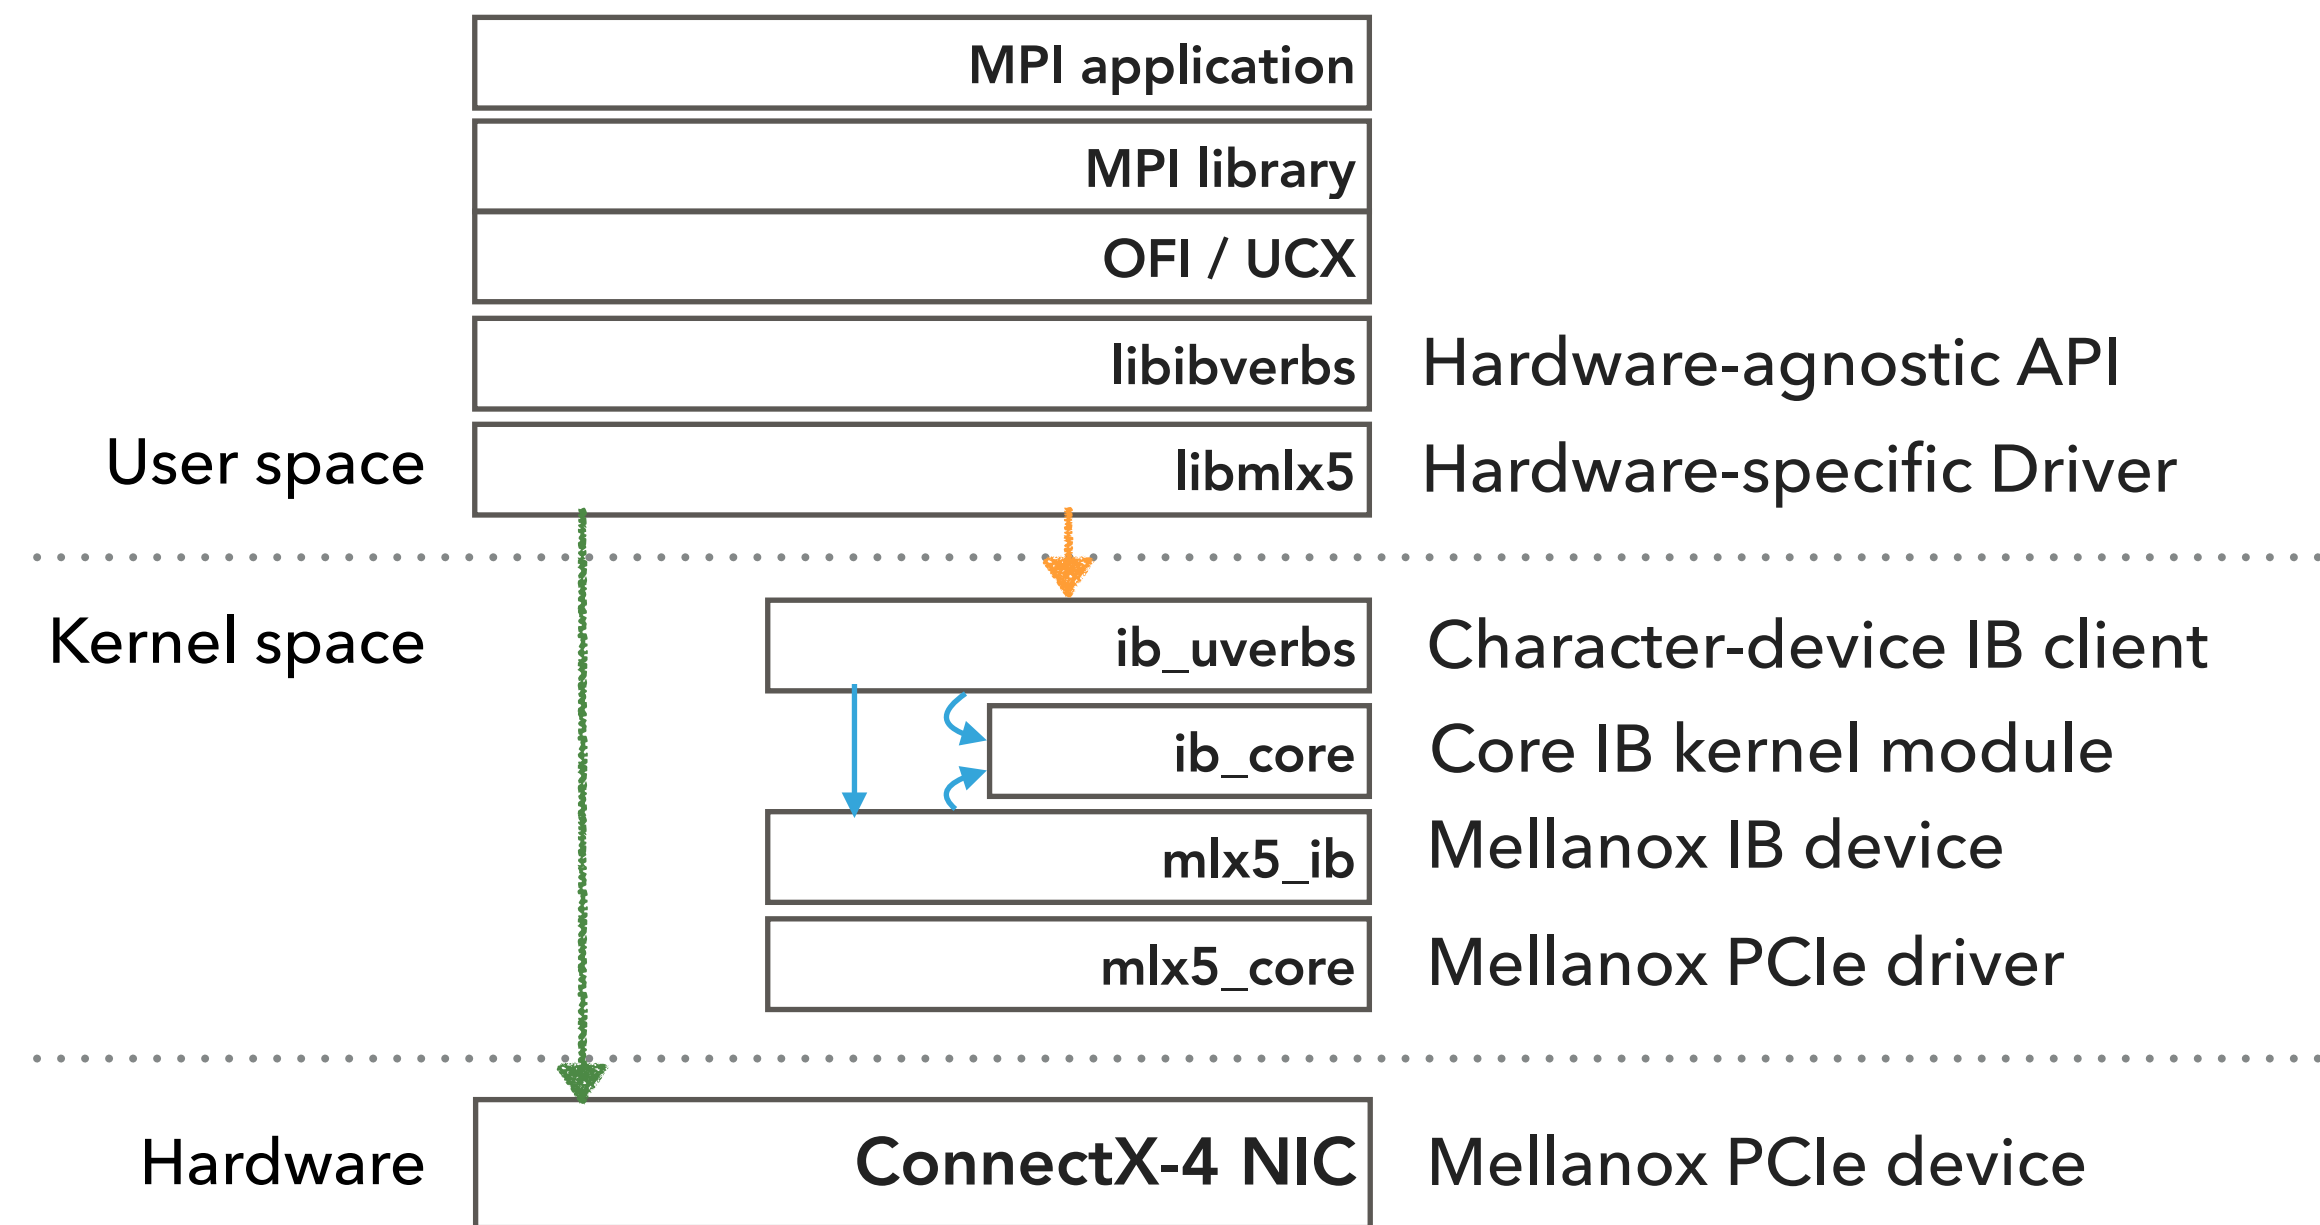 MPI application
MPI library
OFI / UCX
libibverbs Hardware-agnostic API
User space libmlx5 Hardware-specific Driver
Kernel space ib_uverbs Character-device IB client
ib_core Core IB kernel module
mlx5_ib Mellanox IB device
mlx5_core Mellanox PCIe driver
Hardware ConnectX-4 NIC Mellanox PCIe device